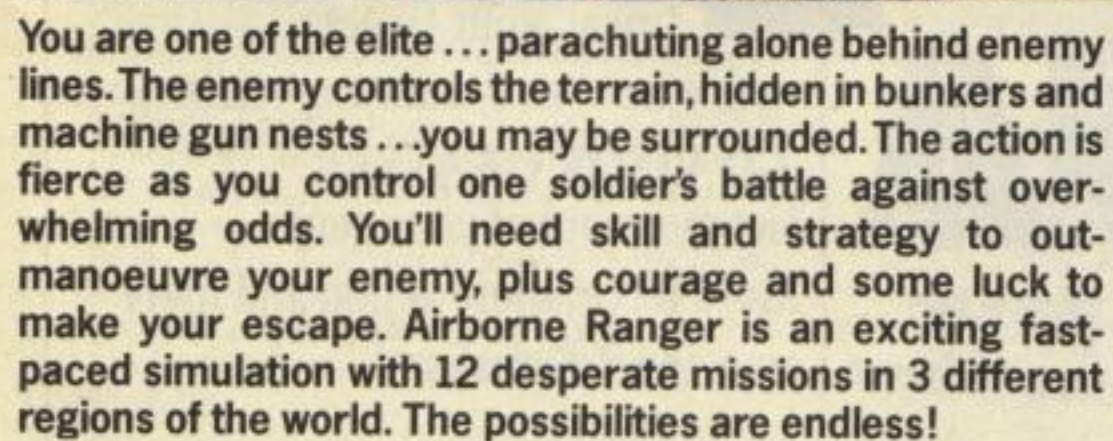 You are one of the elite ... parachuting alone behind enemy
lines. The enemy controls the terrain, hidden in bunkers and
machine gun nests ...you may be surrounded. The action is
fierce as you control one soldier's battle against over-
whelming odds. You'll need skill and strategy to out-
manoeuvre your enemy, plus courage and some luck to
make your escape. Airborne Ranger is an exciting fast-
paced simulation with 12 desperate missions in 3 different
regions of the world. The possibilities are endless!